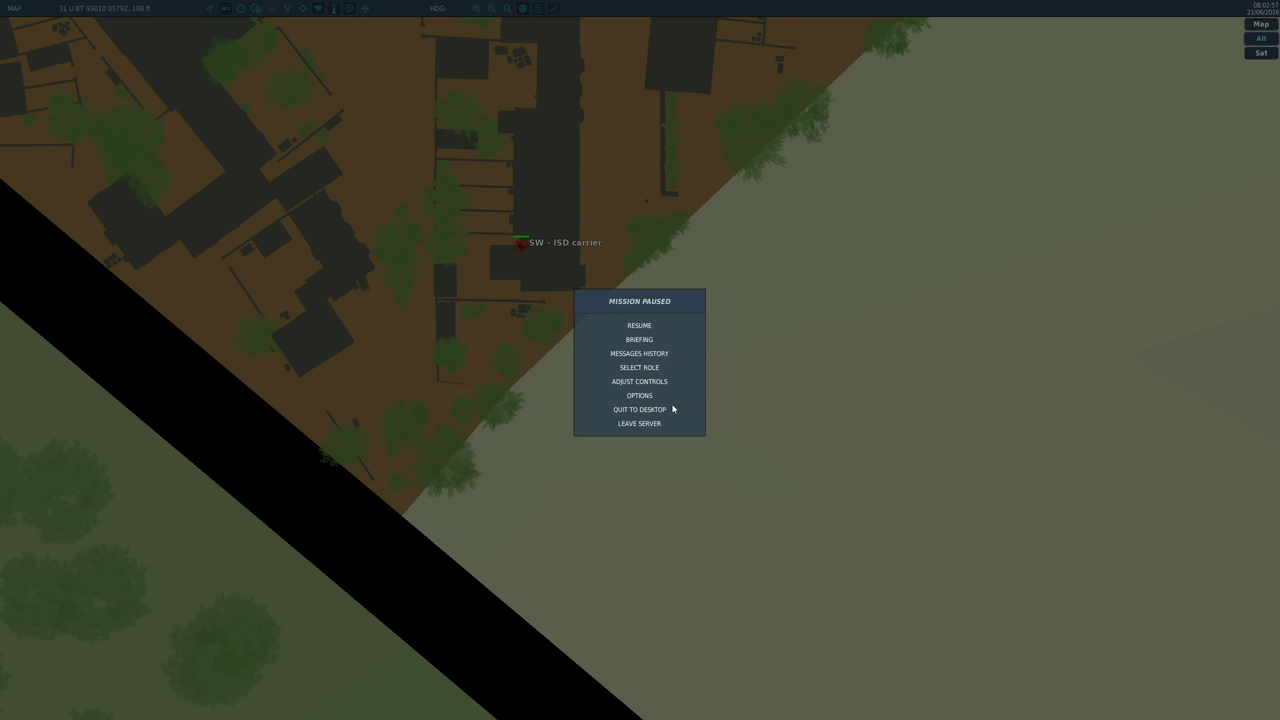 MAP 31 U BT 93010 05792, 108 ft HDG: 08:02:57
21/06/2016
Map
Alt
Sat
SW - ISD carrier
MISSION PAUSED
RESUME
BRIEFING
MESSAGES HISTORY
SELECT ROLE
ADJUST CONTROLS
OPTIONS
QUIT TO DESKTOP
LEAVE SERVER